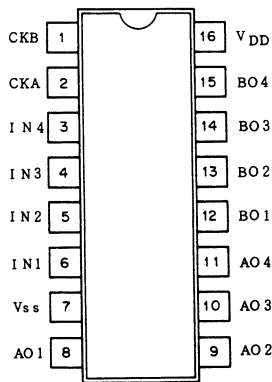 CKB 1 16 VDD
CKA 2 15 BO4
IN4 3 14 BO3
IN3 4 13 BO2
IN2 5 12 BO1
IN1 6 11 AO4
Vss 7 10 AO3
AO1 8 9 AO2